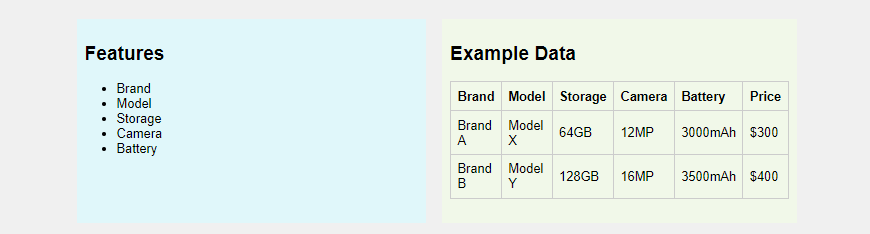 Features
Brand
Model
Storage
Camera
Battery
Example Data
Brand Model Storage Camera Battery Price
Brand A Model X 64GB 12MP 3000mAh $300
Brand B Model Y 128GB 16MP 3500mAh $400